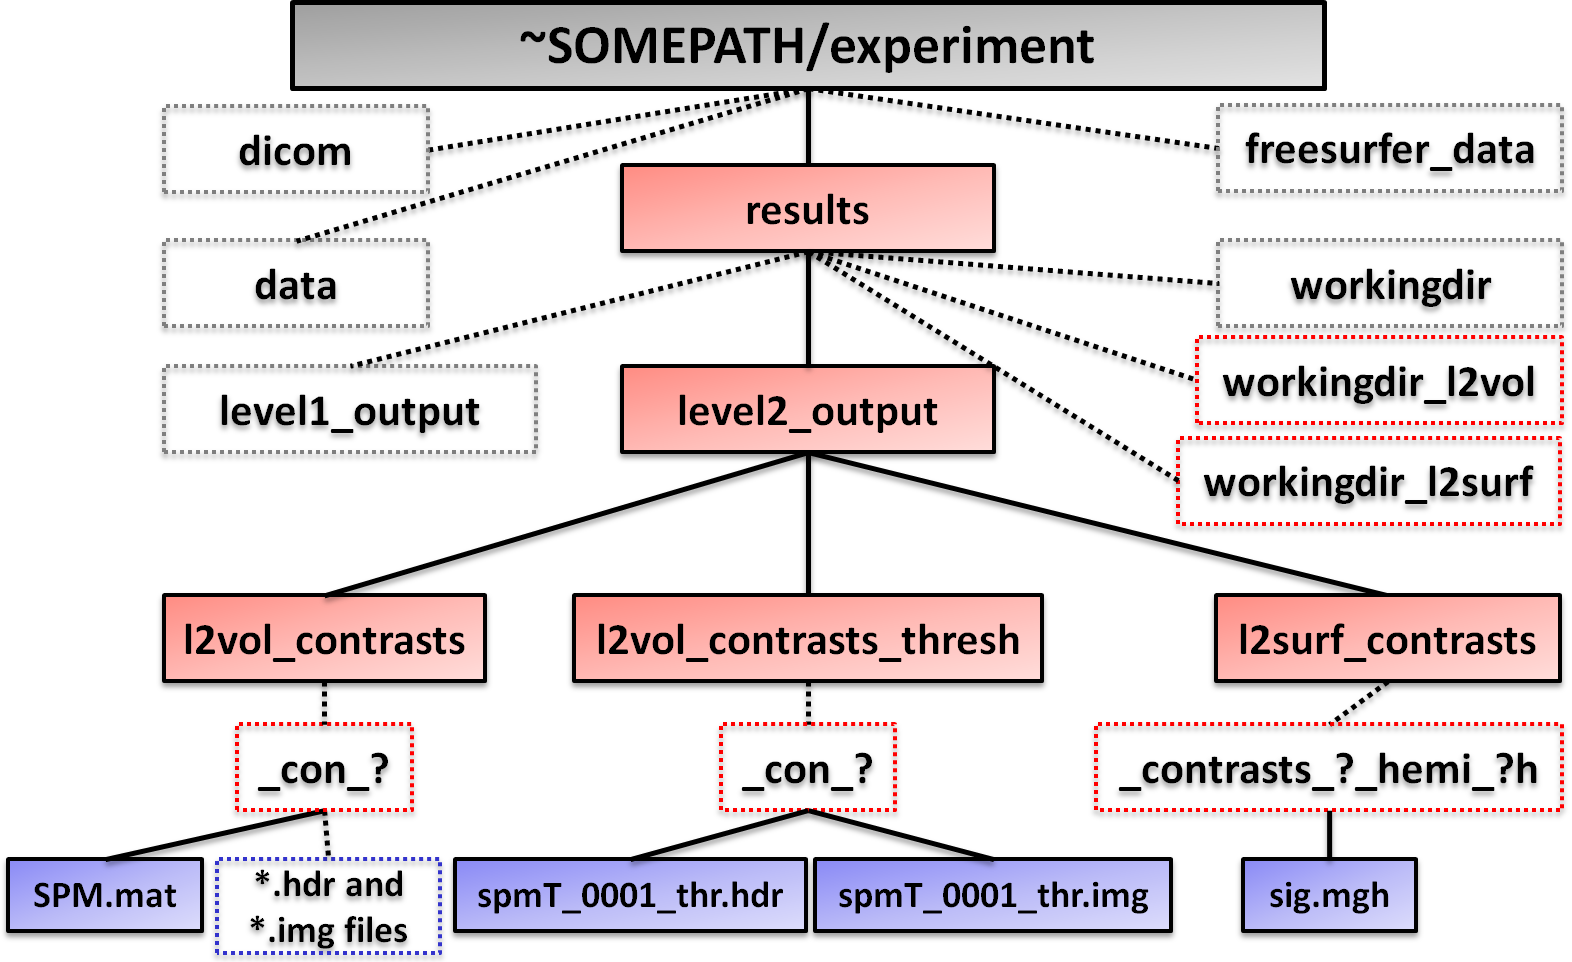 ~SOMEPATH/experiment
dicom
freesurfer_data
results
data
workingdir
level1_output
level2_output
workingdir_l2vol
workingdir_l2surf
l2vol_contrasts
l2vol_contrasts_thresh
l2surf_contrasts
_con_?
_con_?
_contrasts_?_hemi_?h
SPM.mat
*.hdr and
*.img files
spmT_0001_thr.hdr
spmT_0001_thr.img
sig.mgh